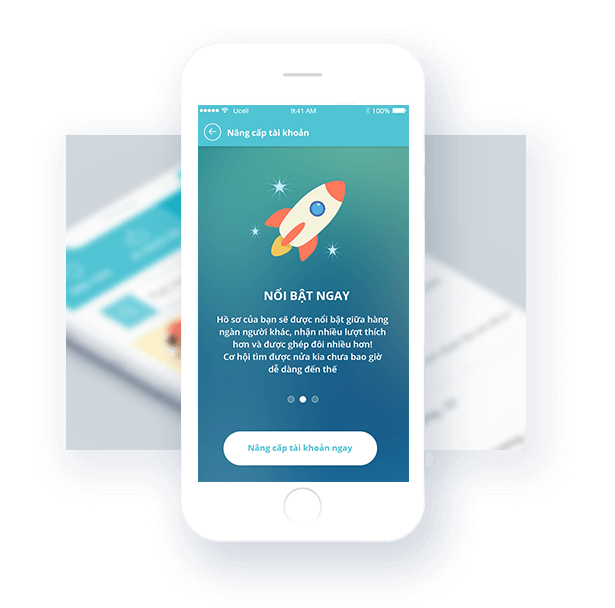 Ucell 9:41 AM 100%
Nâng cấp tài khoản
NỔI BẬT NGAY
Hồ sơ của bạn sẽ được nổi bật giữa hàng
ngàn người khác, nhận nhiều lượt thích
hơn và được ghép đôi nhiều hơn!
Cơ hội tìm được nửa kia chưa bao giờ
dễ dàng đến thế
Nâng cấp tài khoản ngay